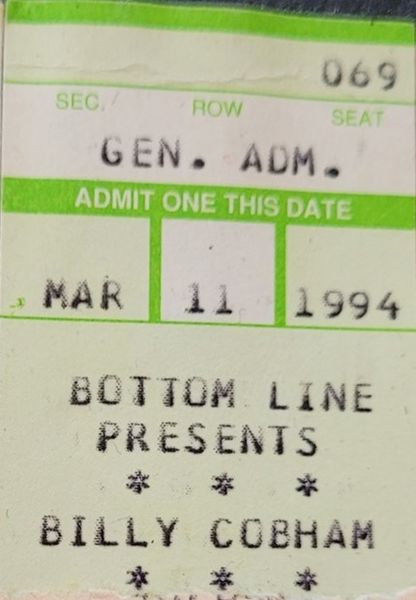 069
SEC. ROW SEAT
GEN. ADM.
ADMIT ONE THIS DATE
MAR 11 1994
BOTTOM LINE
PRESENTS
* * *
BILLY COBHAM
* * *